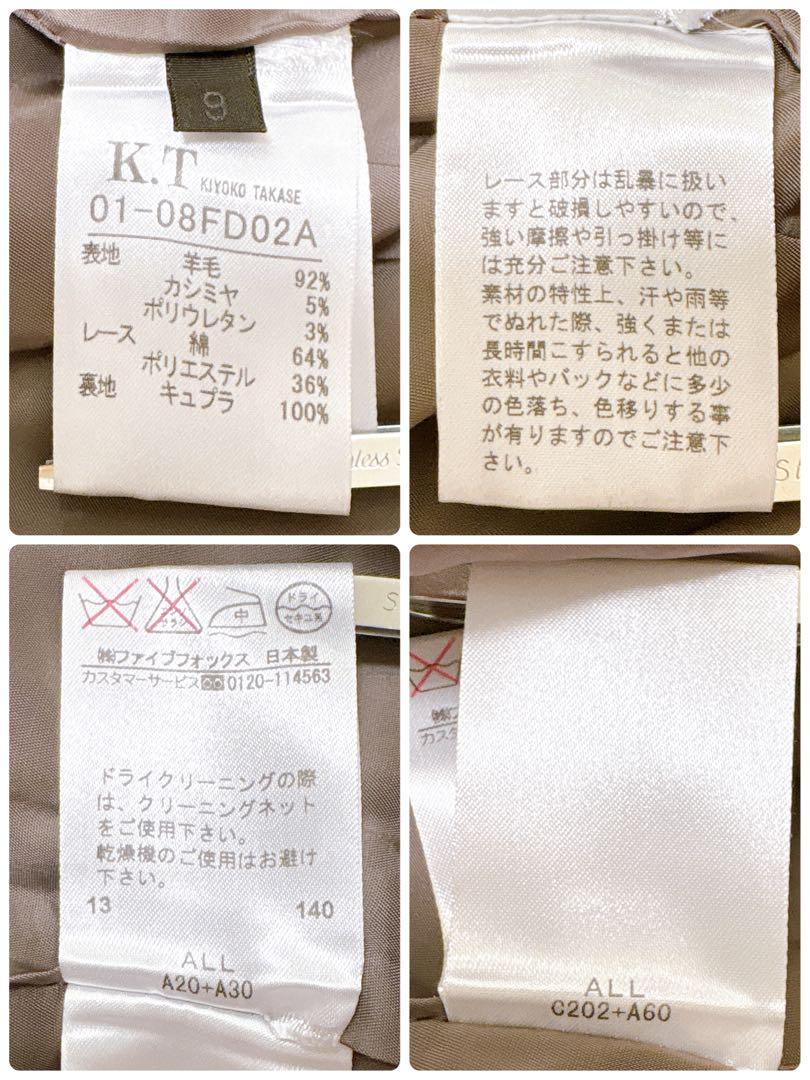 9
K.T KIYOKO TAKASE
01-08FD02A
表地 羊毛 92%
カシミヤ 5%
ポリウレタン 3%
レース 綿 64%
ポリエステル 36%
裏地 キュプラ 100%
less S
レース部分は乱暴に扱い
ますと破損しやすいので、
強い摩擦や引っ掛け等に
は充分ご注意下さい。
素材の特性上、汗や雨等
でぬれた際、強くまたは
長時間こすられると他の
衣料やバックなどに多少
の色落ち、色移りする事
が有りますのでご注意下
さい。
St
中
ドライ
セキユ系
S
㈱ファイブフォックス 日本製
カスタマーサービス 0120-114563
ドライクリーニングの際
は、クリーニングネット
をご使用下さい。
乾燥機のご使用はお避け
下さい。
13 140
ALL
A20+A30
㈱フ
カスタ
ALL
C202+A60